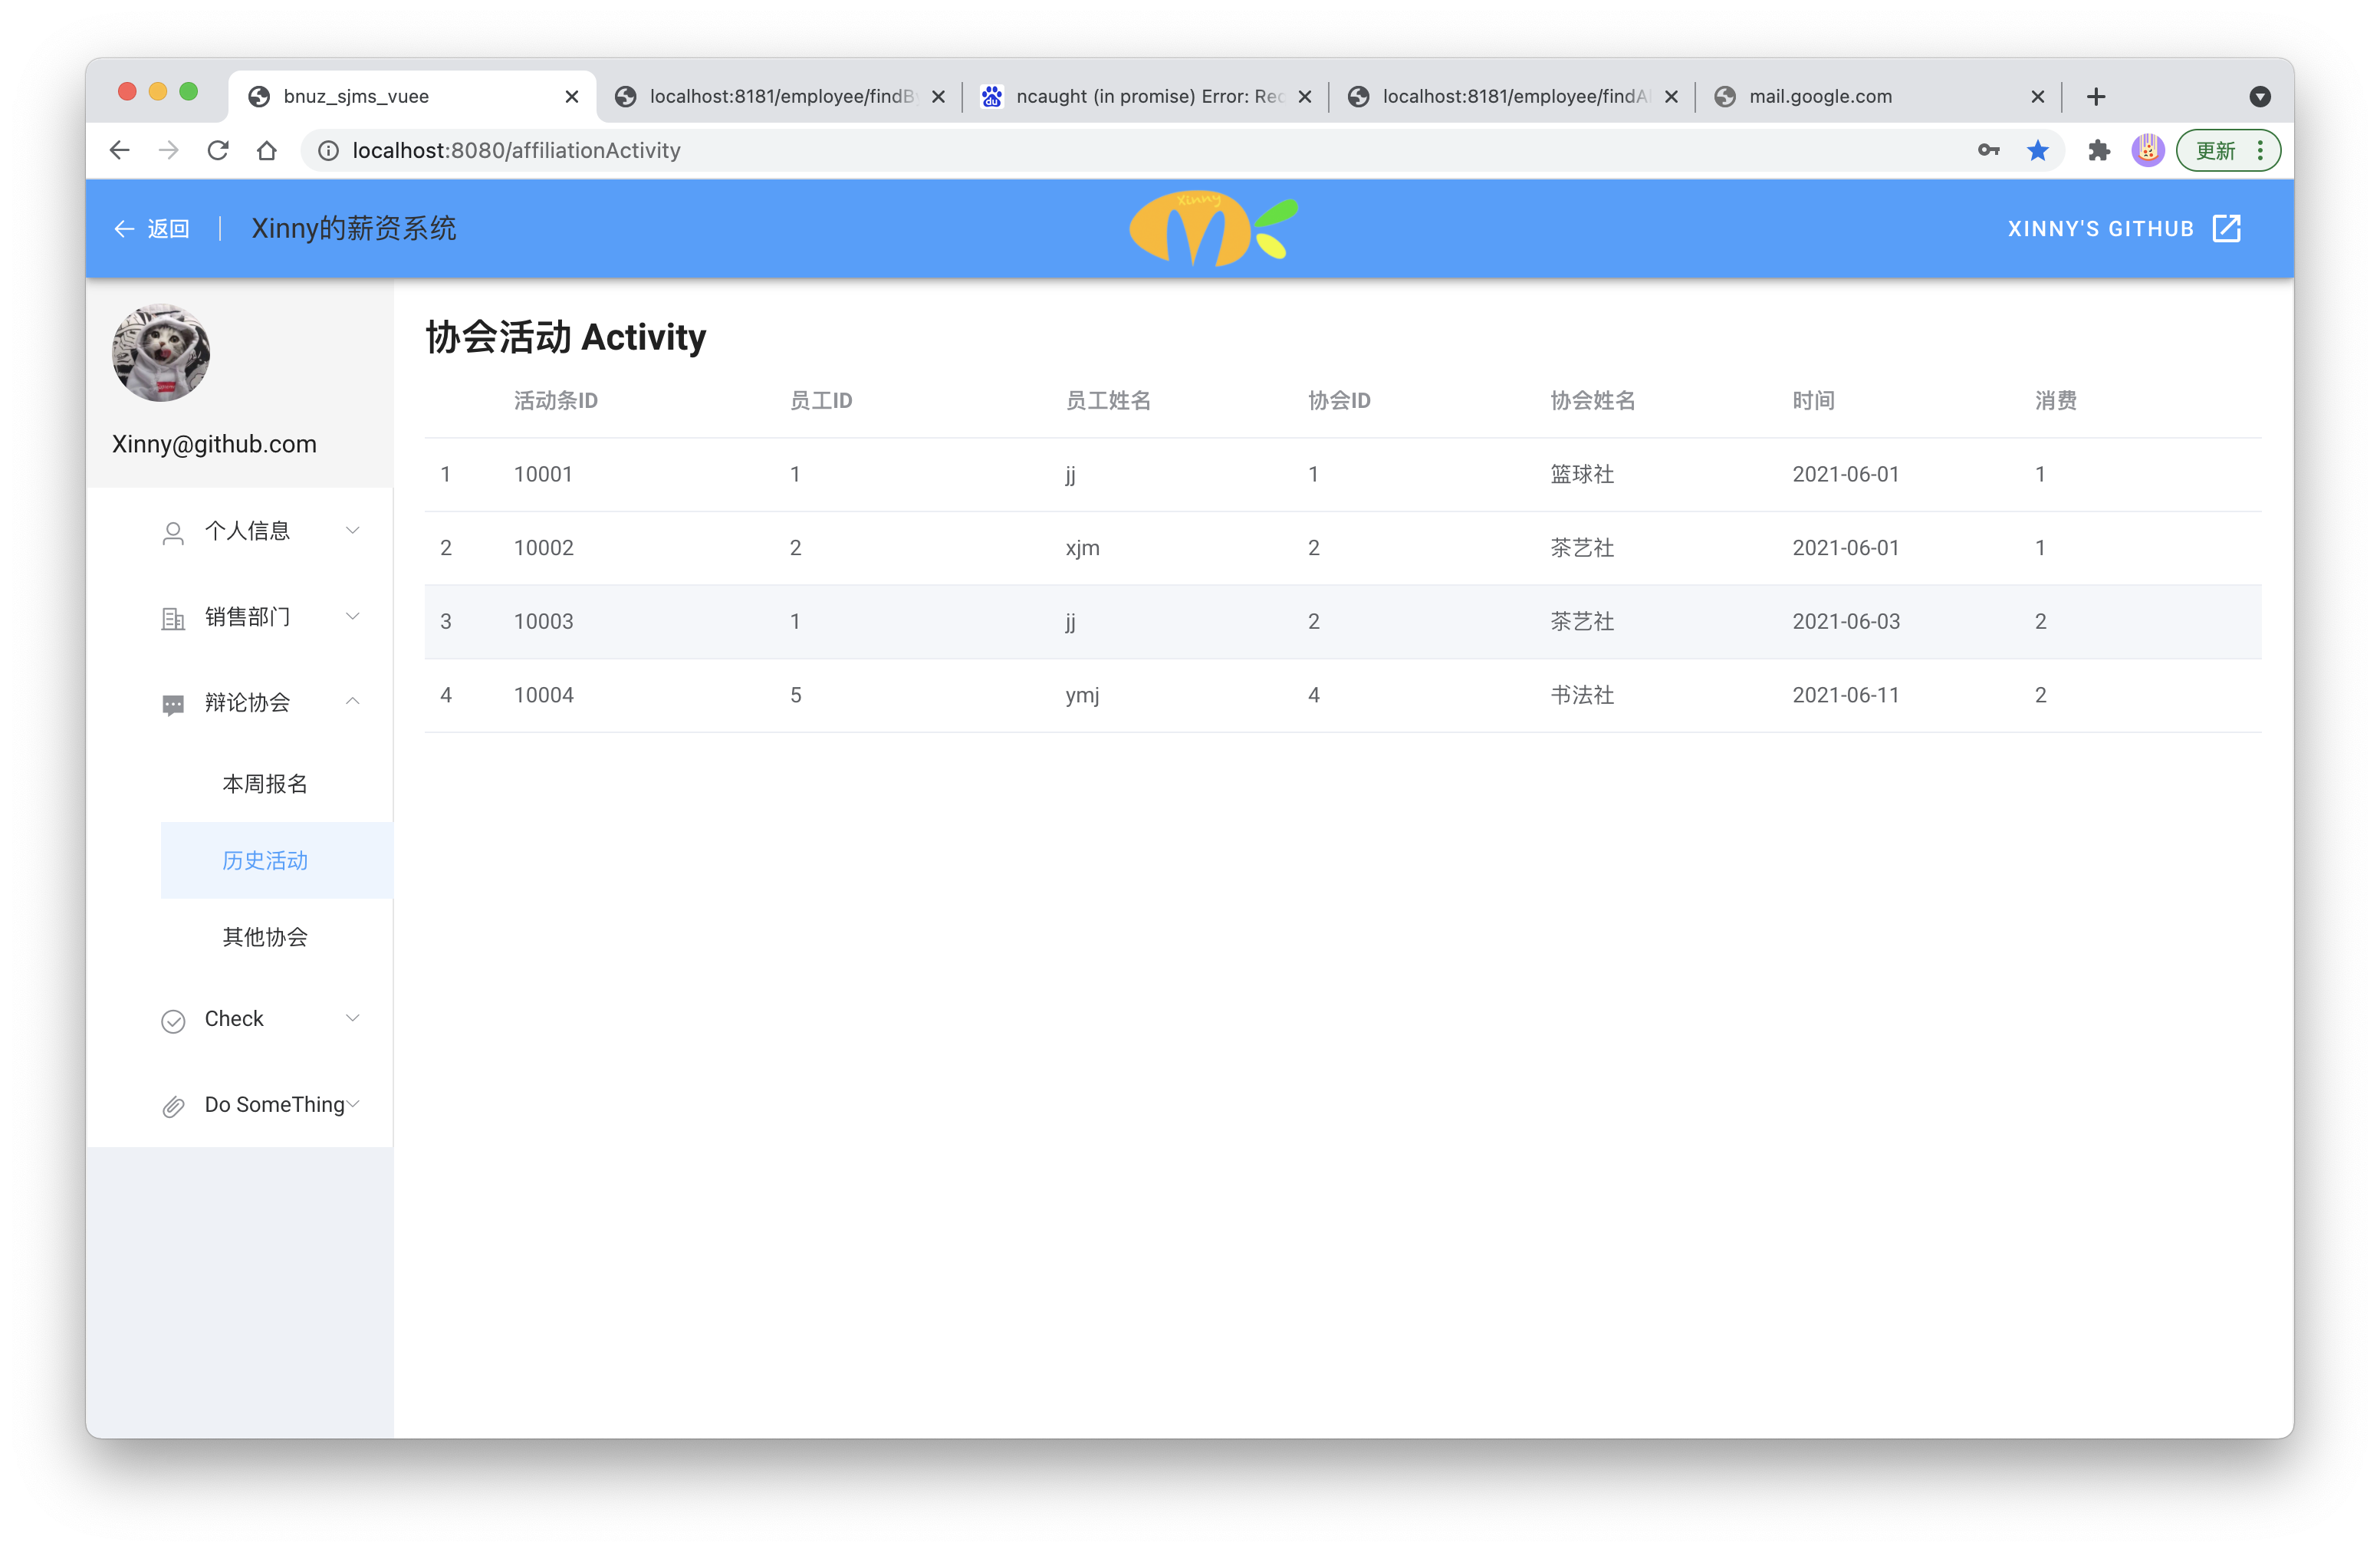 bnuz_sjms_vuee
localhost:8181/employee/findBy
ncaught (in promise) Error: Rec
localhost:8181/employee/findAl
mail.google.com
localhost:8080/affiliationActivity
更新
返回
Xinny的薪资系统
xinny
XINNY'S GITHUB
Xinny@github.com
个人信息
销售部门
辩论协会
本周报名
历史活动
其他协会
Check
Do SomeThing
协会活动 Activity
活动条ID 员工ID 员工姓名 协会ID 协会姓名 时间 消费
1 10001 1 jj 1 篮球社 2021-06-01 1
2 10002 2 xjm 2 茶艺社 2021-06-01 1
3 10003 1 jj 2 茶艺社 2021-06-03 2
4 10004 5 ymj 4 书法社 2021-06-11 2